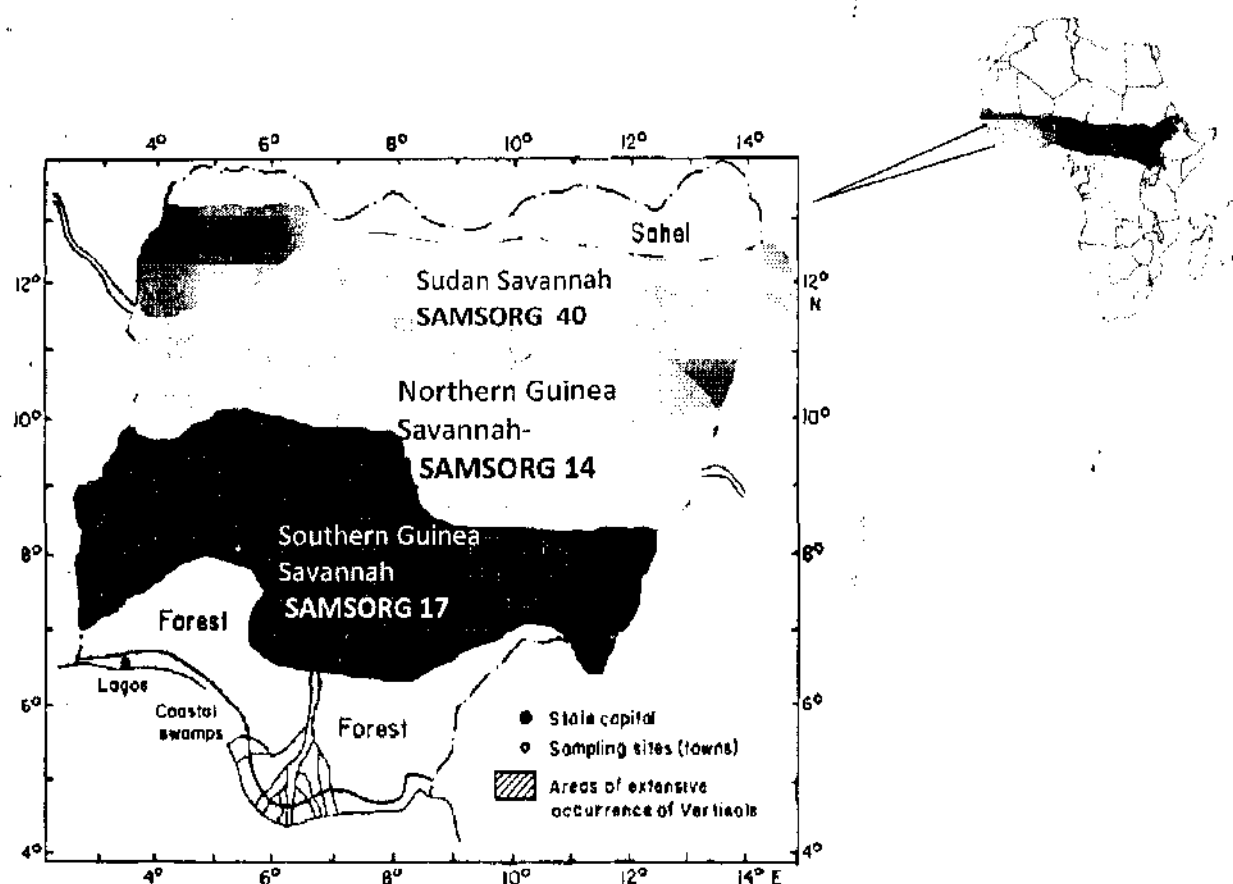 4° 6° 8° 10° 12° 14°
Sahel
12° 12°
N
Sudan Savannah
SAMSORG 40
Northern Guinea
10° 10°
Savannah-
SAMSORG 14
8° 8°
Southern Guinea
Savannah
SAMSORG 17
Forest
Lagos
6° 6°
Coastal
swamps
Forest
State capital
Sampling sites (towns)
Areas of extensive
occurrence of Vertisols
4° 4°
4° 6° 8° 10° 12° 14° E